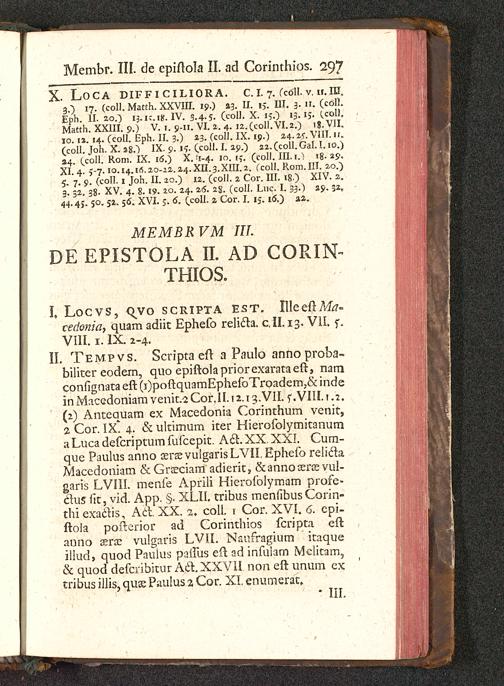 Membr. III. de epiſtola II. ad Corinthios. 297
X. LOCA DIFFICILIORA. C. I. 7. (coll. v. 11. III.
3.) 17. (coll. Matth. XXVIII. 19.) 23. II. 15. III. 3. 11. (coll.
Eph. II. 20.) 13. 15. 18. IV. 3. 4. 5. (coll. X. 15.) 13. 15. (coll.
Matth. XXIII. 9.) V. 1. 9-11. VI. 2. 4. 12. (coll. VI. 2.) 18. VII.
10. 12. 14. (coll. Eph. II. 3.) 23. (coll. IX. 19.) 24. 25. VIII. 11.
(coll. Joh. X. 28.) IX. 9. 15. (coll. I. 29.) 22. (coll. Gal. I. 10.)
24. (coll. Rom. IX. 16.) X. 1-4. 10. 15. (coll. III. 1.) 18. 29.
XI. 4. 5-7. 10. 14. 16. 20-22. 24. XII. 3. XIII. 2. (coll. Rom. III. 20.)
5. 7. 9. (coll. 1 Joh. II. 20.) 12. (coll. 2 Cor. III. 18.) XIV. 2.
3. 32. 38. XV. 4. 8. 19. 20. 24. 26. 28. (coll. Luc. I. 33.) 29. 32.
44. 45. 50. 52. 56. XVI. 5. 6. (coll. 2 Cor. I. 15. 16.) 22.
MEMBRVM III.
DE EPISTOLA II. AD CORIN-
THIOS.
I. LOCVS, QVO SCRIPTA EST. Ille eſt Ma-
cedonia, quam adiit Epheſo relicta. c. II. 13. VII. 5.
VIII. 1. IX. 2-4.
II. TEMPVS. Scripta eſt a Paulo anno proba-
biliter eodem, quo epiſtola prior exarata eſt, nam
conſignata eſt (1) poſtquam Epheſo Troadem, & inde
in Macedoniam venit. 2 Cor. II. 12. 13. VII. 5. VIII. 1. 2.
(2) Antequam ex Macedonia Corinthum venit,
2 Cor. IX. 4. & ultimum iter Hieroſolymitanum
a Luca deſcriptum ſuſcepit. Act. XX. XXI. Cum-
que Paulus anno æræ vulgaris LVII. Epheſo relicta
Macedoniam & Græciam adierit, & anno æræ vul-
garis LVIII. menſe Aprili Hieroſolymam profe-
ctus ſit, vid. App. §. XLII. tribus menſibus Corin-
thi exactis, Act XX. 2. coll. 1 Cor. XVI. 6. epi-
ſtola poſterior ad Corinthios ſcripta eſt
anno æræ vulgaris LVII. Naufragium itaque
illud, quod Paulus paſſus eſt ad inſulam Melitam,
& quod deſcribitur Act. XXVII non eſt unum ex
tribus illis, quæ Paulus 2 Cor. XI. enumerat.
III.